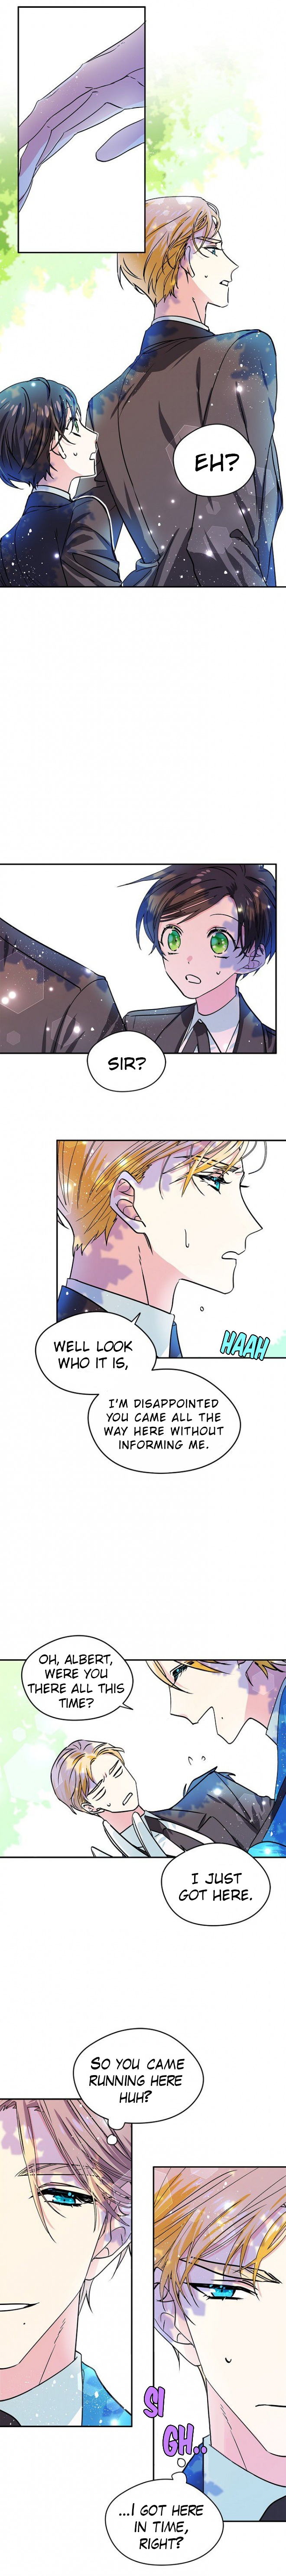 EH?
SIR?
HAAH
WELL LOOK
WHO IT IS,
I'M DISAPPOINTED
YOU CAME ALL THE
WAY HERE WITHOUT
INFORMING ME.
OH, ALBERT,
WERE YOU
THERE ALL THIS
TIME?
I JUST
GOT HERE.
SO YOU CAME
RUNNING HERE
HUH?
SI
GH..
...I GOT HERE
IN TIME,
RIGHT?